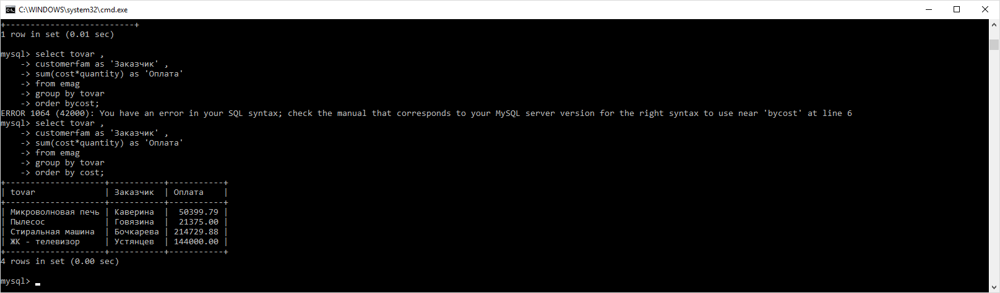 C:\WINDOWS\system32\cmd.exe
+--------------------------+
1 row in set (0.01 sec)
mysql> select tovar ,
    -> customerfam as 'Заказчик' ,
    -> sum(cost*quantity) as 'Оплата'
    -> from emag
    -> group by tovar
    -> order bycost;
ERROR 1064 (42000): You have an error in your SQL syntax; check the manual that corresponds to your MySQL server version for the right syntax to use near 'bycost' at line 6
mysql> select tovar ,
    -> customerfam as 'Заказчик' ,
    -> sum(cost*quantity) as 'Оплата'
    -> from emag
    -> group by tovar
    -> order by cost;
+--------------------+-----------+-----------+
| tovar              | Заказчик  | Оплата    |
+--------------------+-----------+-----------+
| Микроволновая печь | Каверина  |  50399.79 |
| Пылесос            | Говязина  |  21375.00 |
| Стиральная машина  | Бочкарева | 214729.88 |
| ЖК - телевизор     | Устянцев  | 144000.00 |
+--------------------+-----------+-----------+
4 rows in set (0.00 sec)
mysql>